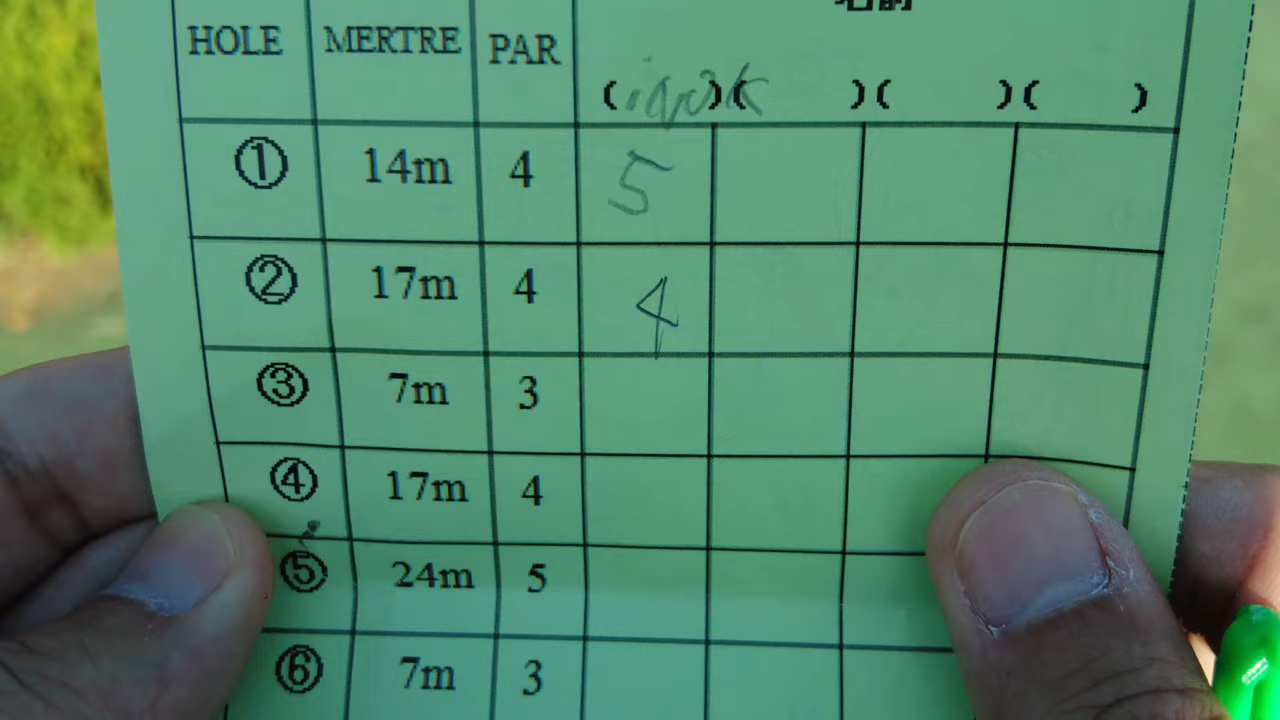 HOLE MERTRE PAR
( )( )( )( )
① 14m 4 5
② 17m 4 4
③ 7m 3
④ 17m 4
⑤ 24m 5
⑥ 7m 3